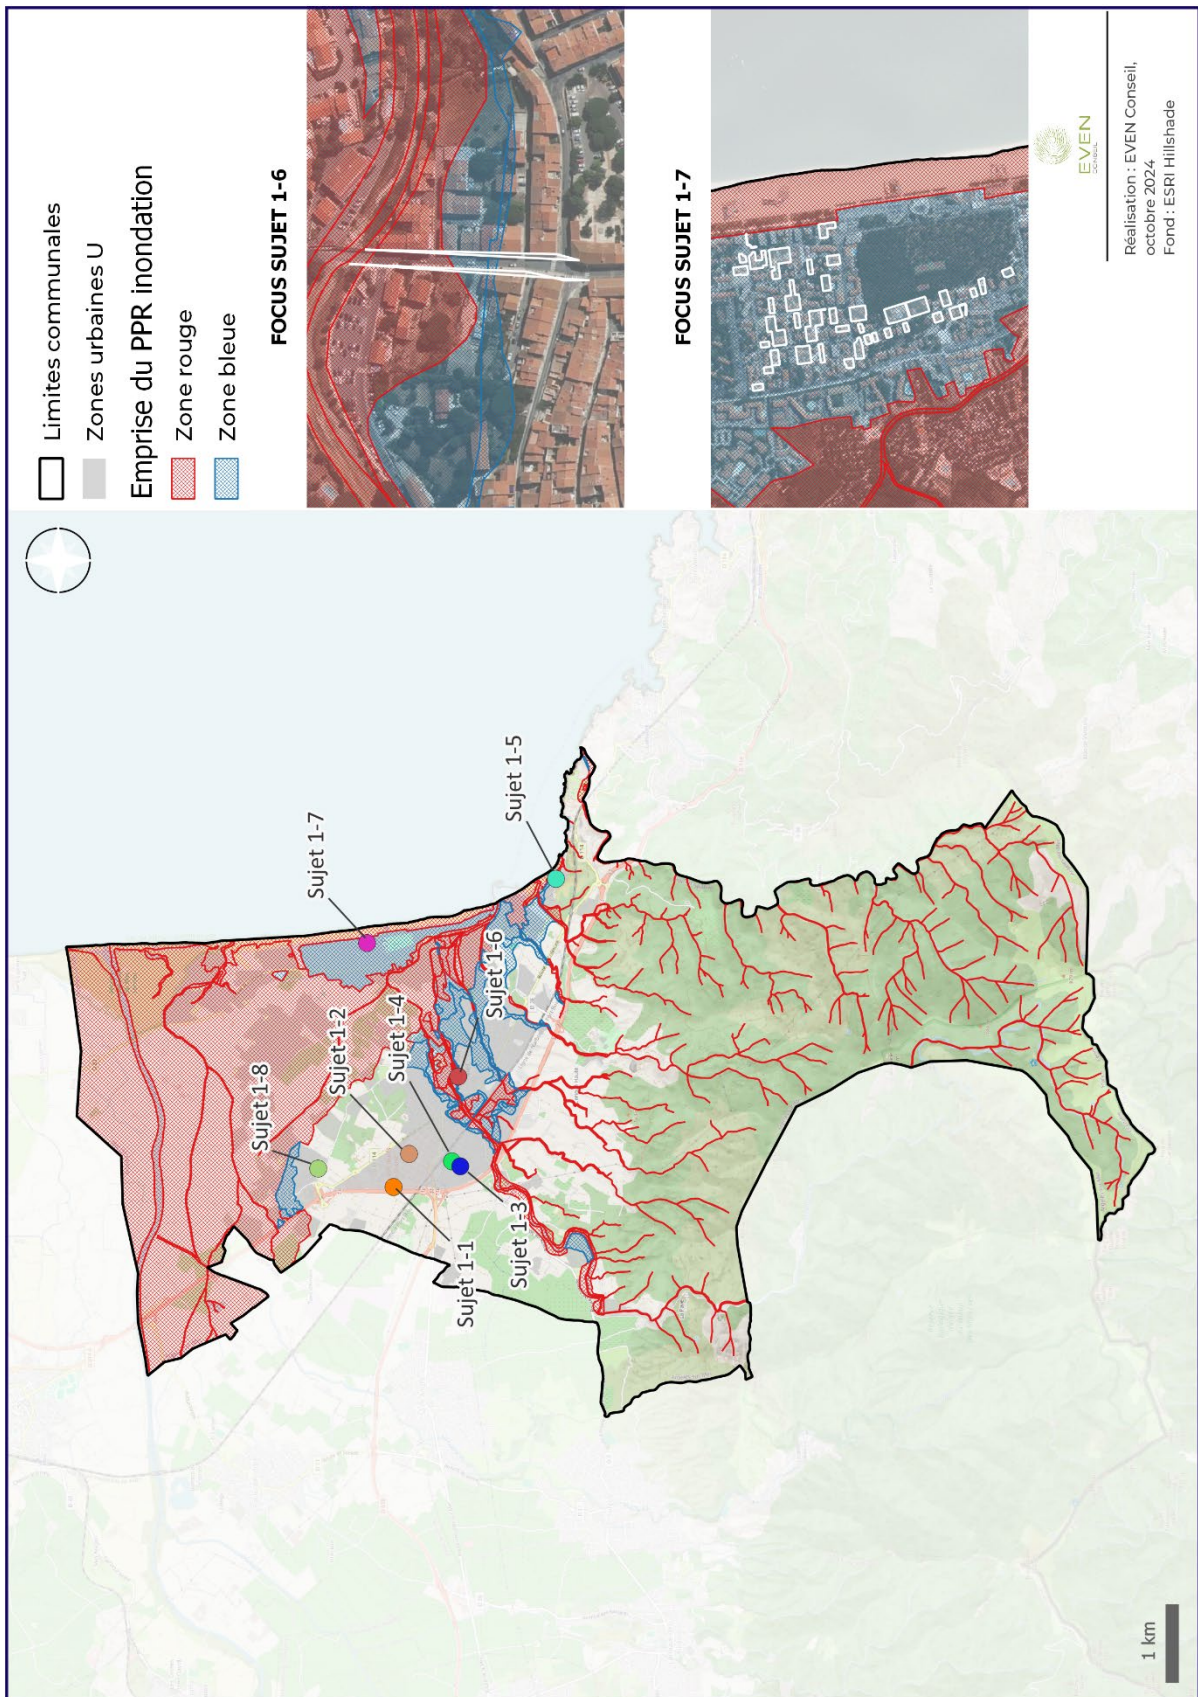 Limites communales
Zones urbaines U
Emprise du PPR inondation
Zone rouge
Zone bleue
FOCUS SUJET 1-6
FOCUS SUJET 1-7
EVEN
CONSEIL
Réalisation : EVEN Conseil,
octobre 2024
Fond : ESRI Hillshade
Sujet 1-8
Sujet 1-2
Sujet 1-4
Sujet 1-7
Sujet 1-1
Sujet 1-3
Sujet 1-6
Sujet 1-5
1 km